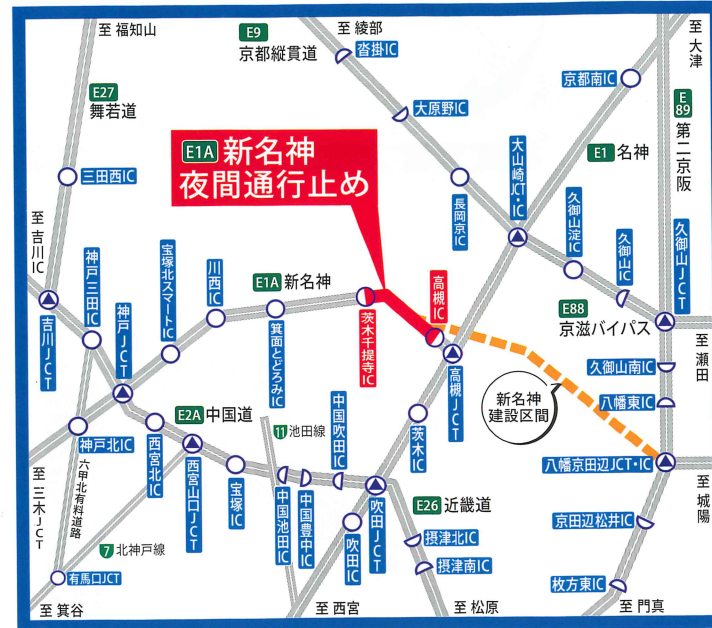 至 福知山
E9
京都縦貫道
至 綾部
沓掛IC
至 大津
京都南IC
E27
舞若道
大原野IC
E89
第二京阪
E1A 新名神
夜間通行止め
E1 名神
三田西IC
大山崎JCT・IC
長岡京IC
久御山淀IC
久御山IC
久御山JCT
至 吉川IC
神戸三田IC
宝塚北スマートIC
川西IC
E1A 新名神
高槻IC
E88
京滋バイパス
吉川JCT
神戸JCT
箕面とどろみIC
茨木千提寺IC
高槻JCT
至 瀬田
久御山南IC
新名神
建設区間
八幡東IC
E2A 中国道
11 池田線
中国吹田IC
茨木IC
神戸北IC
八幡京田辺JCT・IC
至 三木JCT
六甲北有料道路
西宮北IC
西宮山口JCT
宝塚IC
中国池田IC
中国豊中IC
吹田IC
吹田JCT
E26 近畿道
至 城陽
京田辺松井IC
摂津北IC
摂津南IC
7 北神戸線
有馬口JCT
枚方東IC
至 箕谷
至 西宮
至 松原
至 門真